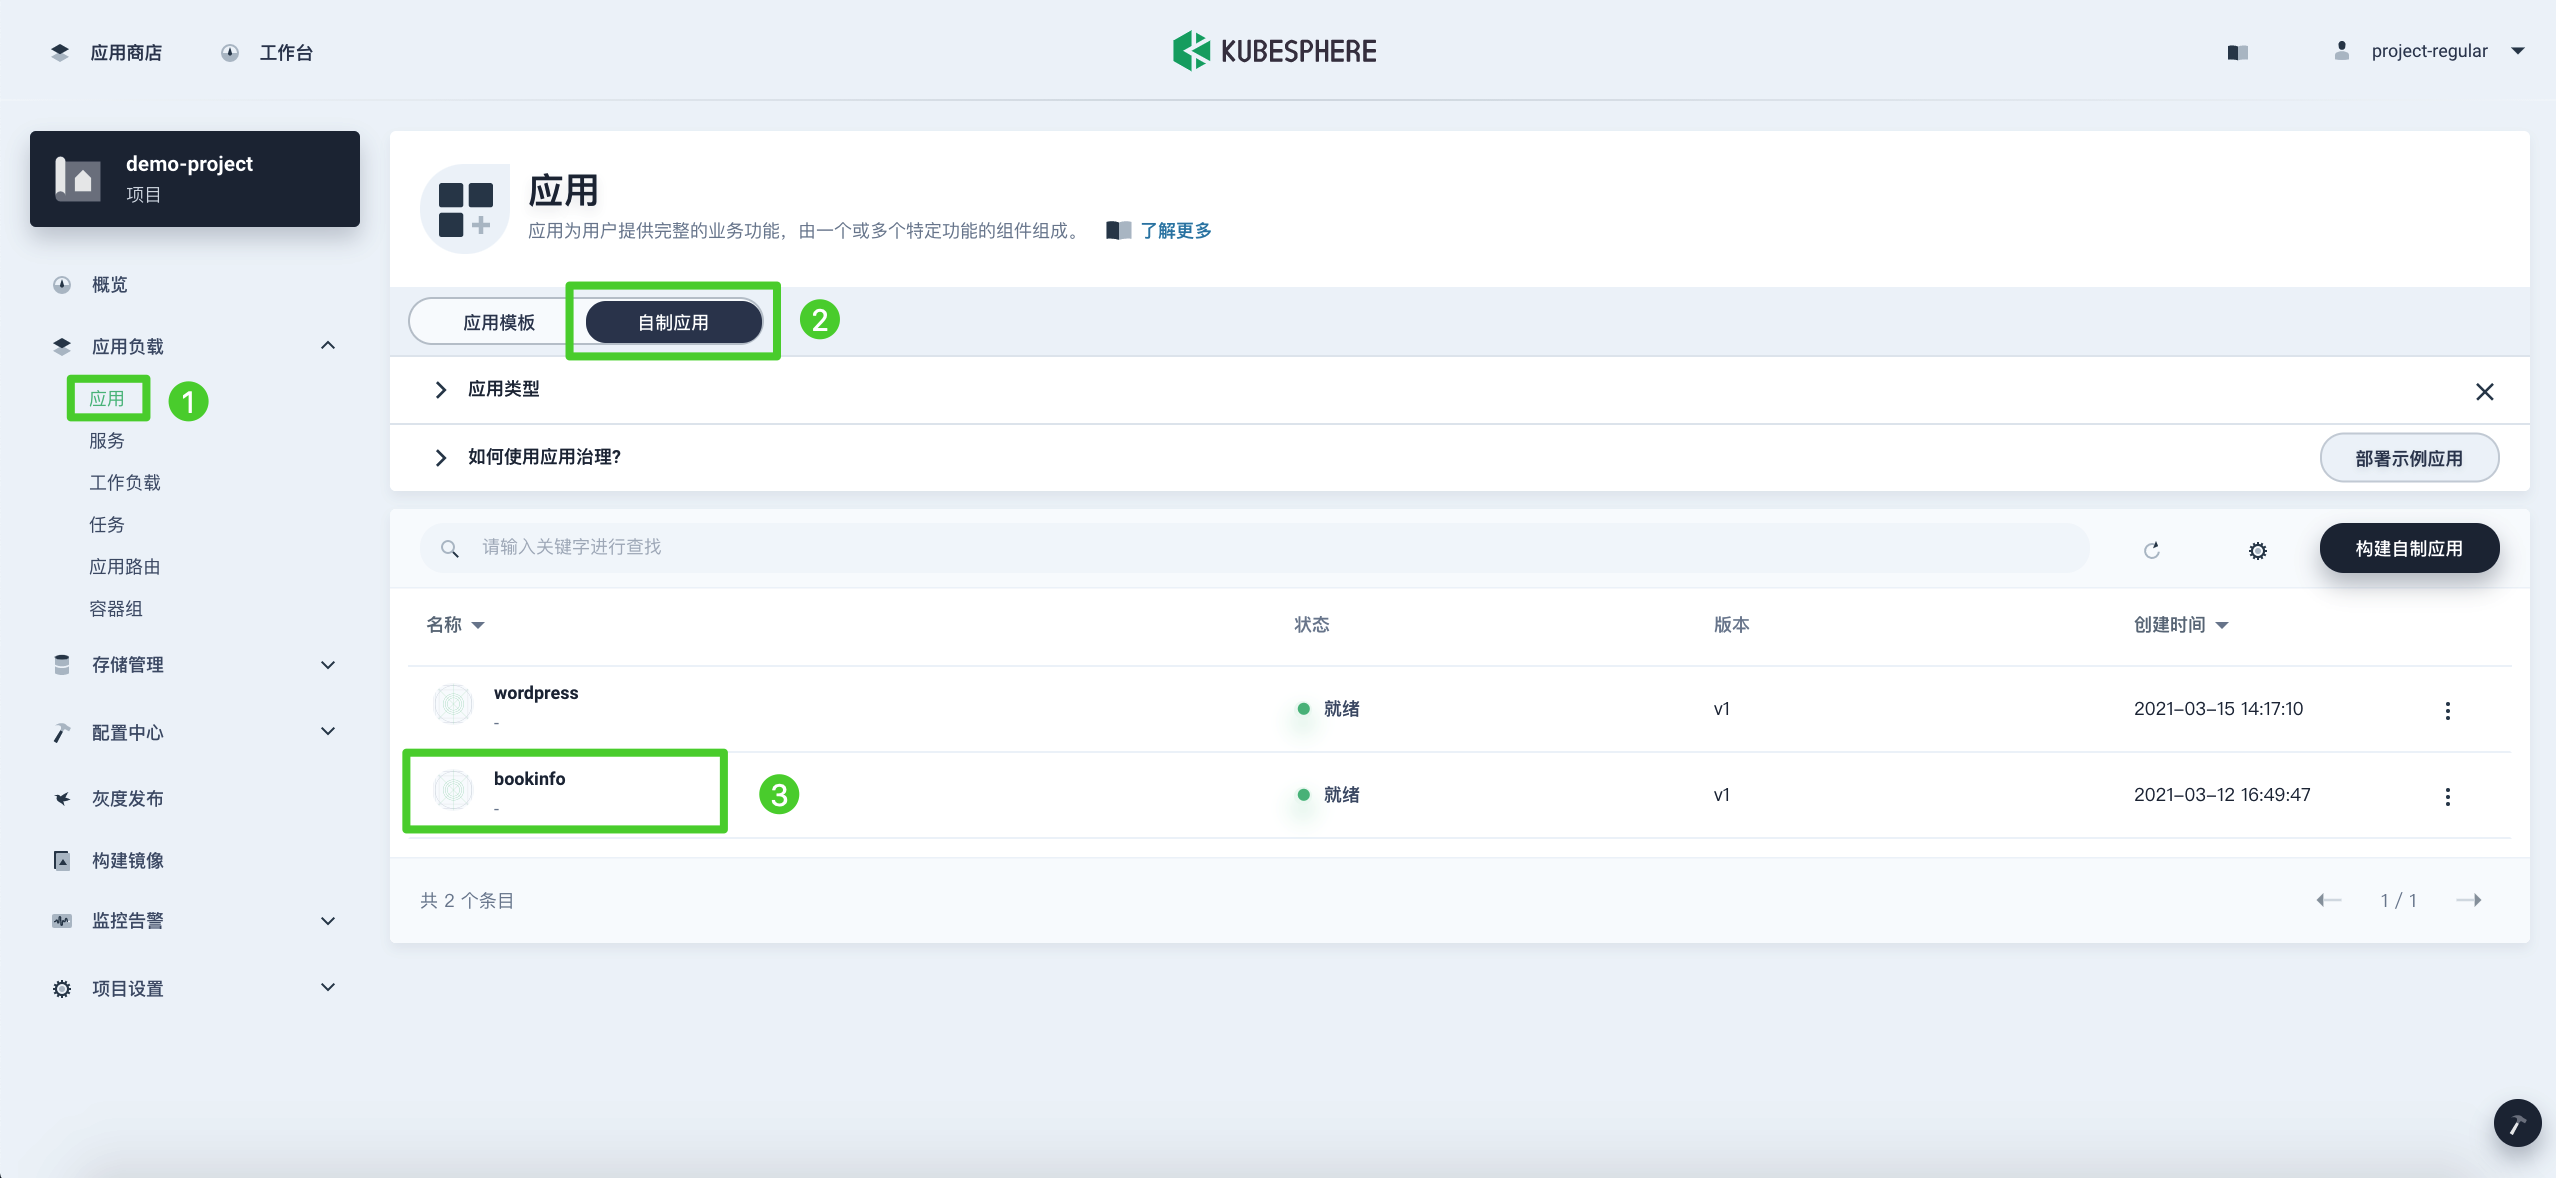 应用商店
工作台
KUBESPHERE
project-regular
demo-project
项目
概览
应用负载
应用
1
服务
工作负载
任务
应用路由
容器组
存储管理
配置中心
灰度发布
构建镜像
监控告警
项目设置
应用
应用为用户提供完整的业务功能，由一个或多个特定功能的组件组成。
了解更多
应用模板
自制应用
2
应用类型
如何使用应用治理?
部署示例应用
请输入关键字进行查找
构建自制应用
名称 状态 版本 创建时间
wordpress
-
就绪 v1 2021-03-15 14:17:10
bookinfo
-
3
就绪 v1 2021-03-12 16:49:47
共 2 个条目
1 / 1